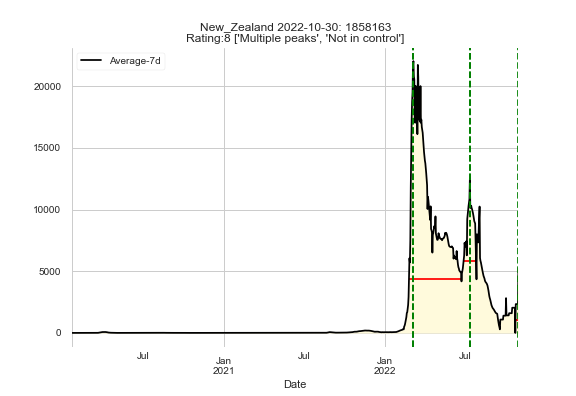 New_Zealand 2022-10-30: 1858163
Rating:8 ['Multiple peaks', 'Not in control']
Average-7d
20000
15000
10000
5000
0
Jul
Jan
2021
Jul
Jan
2022
Jul
Date